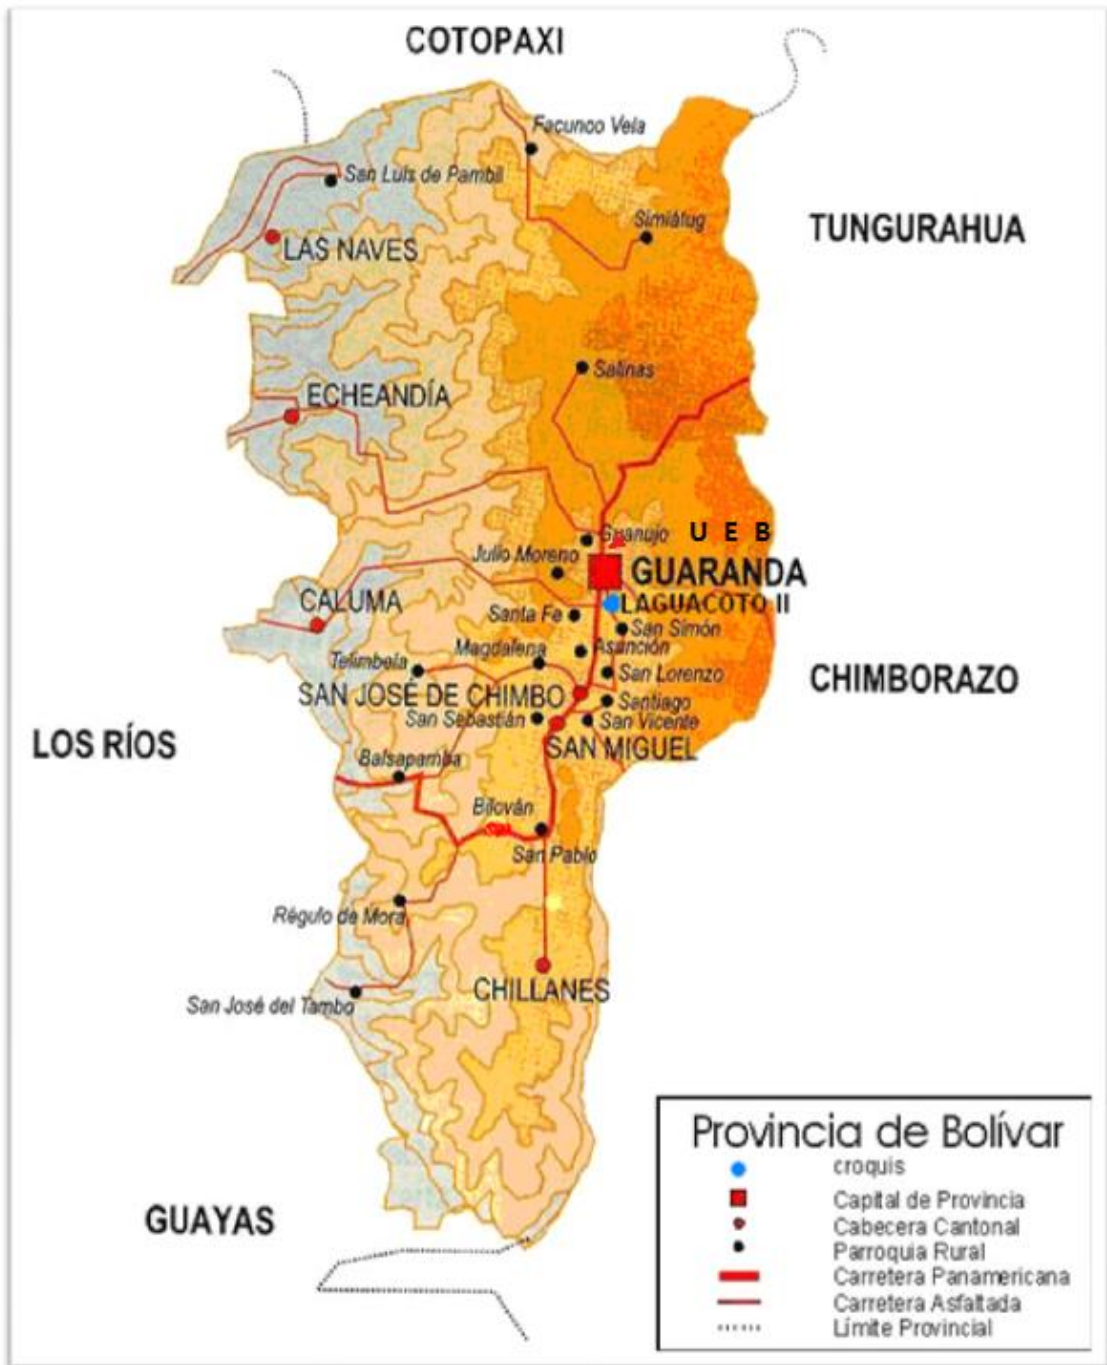 COTOPAXI
Facunoo Vela
San Luis de Pambil
Simiátug
TUNGURAHUA
LAS NAVES
Salinas
ECHEANDÍA
Guanujo
U E B
Julio Moreno
GUARANDA
CALUMA
LAGUACOTO II
Santa Fe
San Simón
Magdalena
Asunción
Telimbela
San Lorenzo
CHIMBORAZO
SAN JOSÉ DE CHIMBO
Santiago
San Sebastián
San Vicente
LOS RÍOS
SAN MIGUEL
Balsapamba
Bilován
San Pablo
Régulo de Mora
CHILLANES
San José del Tambo
GUAYAS
Provincia de Bolívar
croquis
Capital de Provincia
Cabecera Cantonal
Parroquia Rural
Carretera Panamericana
Carretera Asfaltada
Límite Provincial